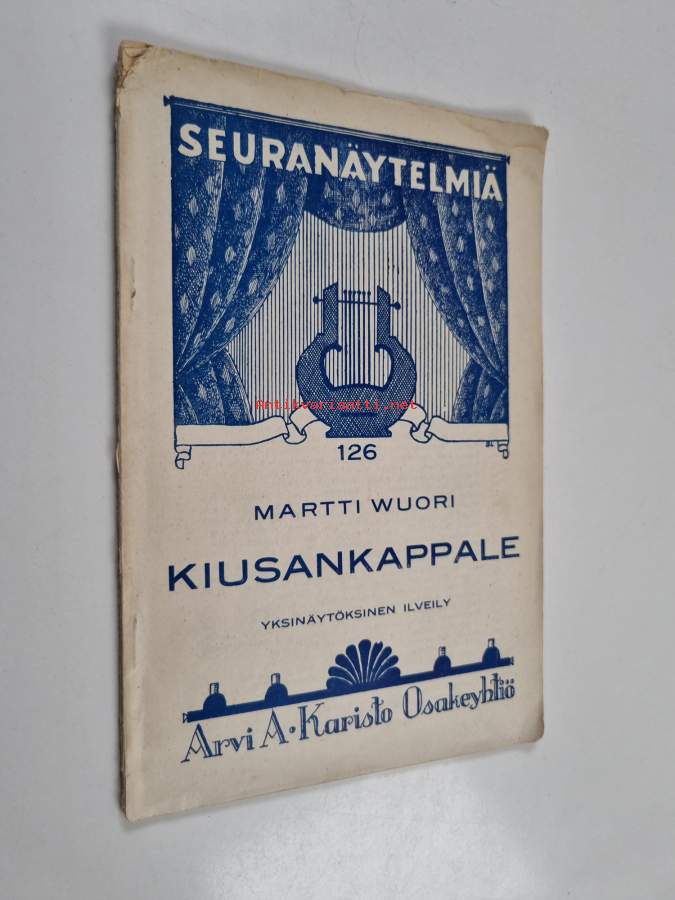 SEURANÄYTELMIÄ
Antikvariaatti.net
126
MARTTI WUORI
KIUSANKAPPALE
YKSINÄYTÖKSINEN ILVEILY
Arvi A. Karisto Osakeyhtiö